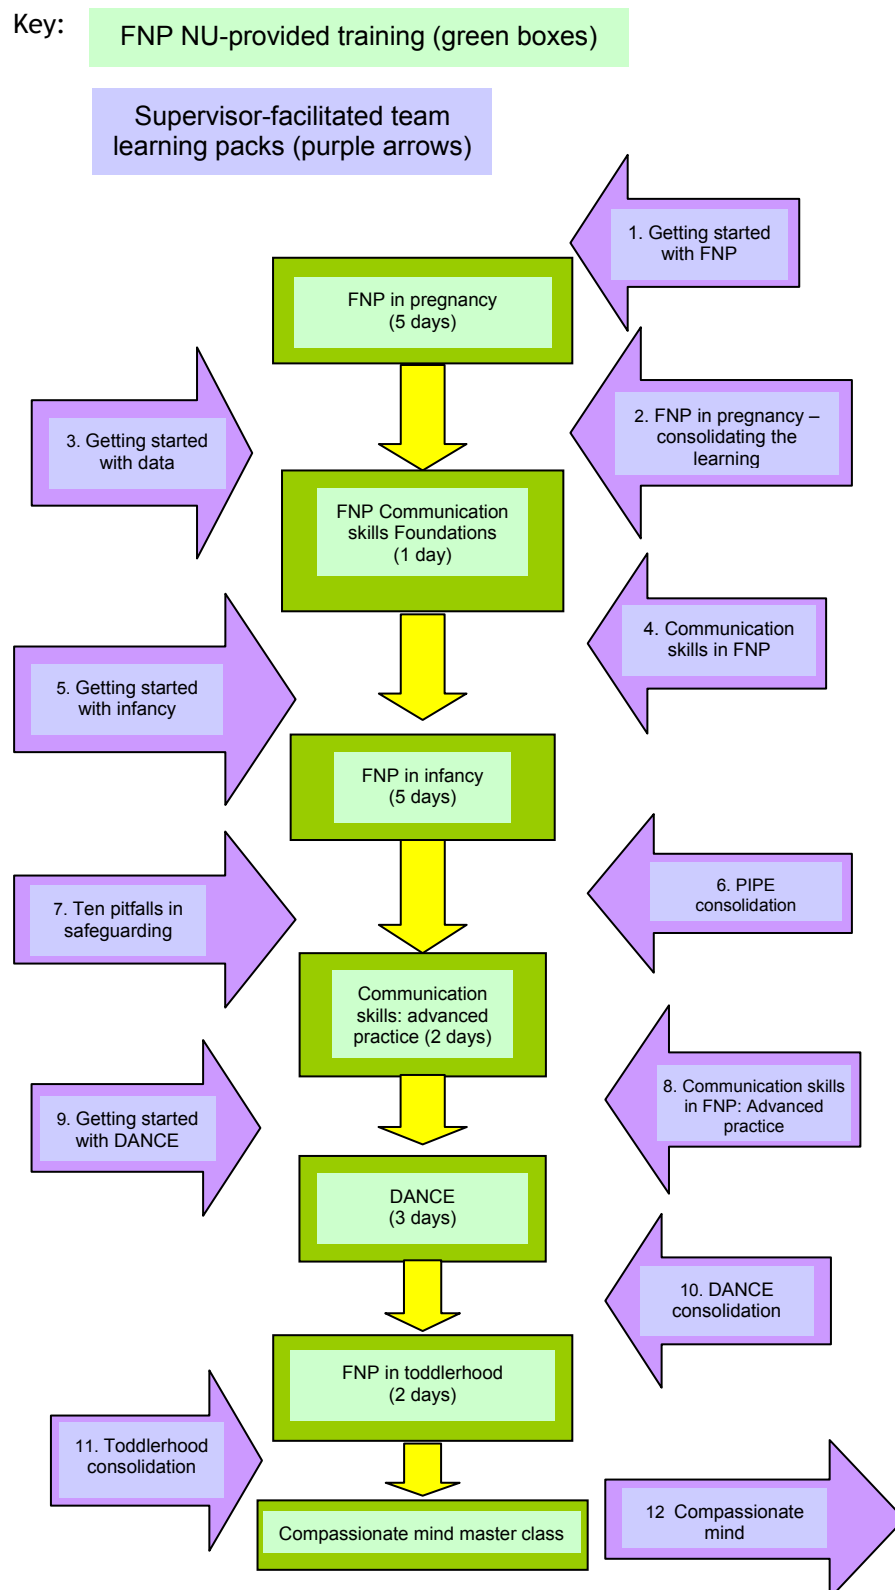 Key:
FNP NU-provided training (green boxes)
Supervisor-facilitated team
learning packs (purple arrows)
1. Getting started
with FNP
FNP in pregnancy
(5 days)
2. FNP in pregnancy –
consolidating the
learning
3. Getting started
with data
FNP Communication
skills Foundations
(1 day)
4. Communication
skills in FNP
5. Getting started
with infancy
FNP in infancy
(5 days)
6. PIPE
consolidation
7. Ten pitfalls in
safeguarding
Communication
skills: advanced
practice (2 days)
8. Communication skills
in FNP: Advanced
practice
9. Getting started
with DANCE
DANCE
(3 days)
10. DANCE
consolidation
FNP in toddlerhood
(2 days)
11. Toddlerhood
consolidation
Compassionate mind master class
12 Compassionate
mind